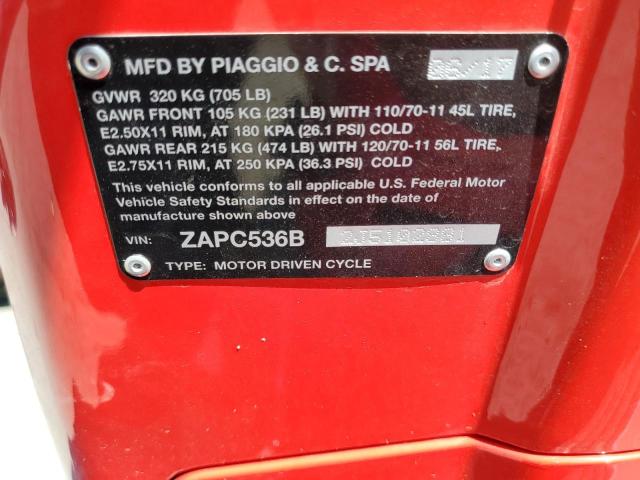 MFD BY PIAGGIO & C. SPA 06/17
GVWR 320 KG (705 LB)
GAWR FRONT 105 KG (231 LB) WITH 110/70-11 45L TIRE,
E2.50X11 RIM, AT 180 KPA (26.1 PSI) COLD
GAWR REAR 215 KG (474 LB) WITH 120/70-11 56L TIRE,
E2.75X11 RIM, AT 250 KPA (36.3 PSI) COLD
This vehicle conforms to all applicable U.S. Federal Motor
Vehicle Safety Standards in effect on the date of
manufacture shown above
VIN: ZAPC536B
TYPE: MOTOR DRIVEN CYCLE